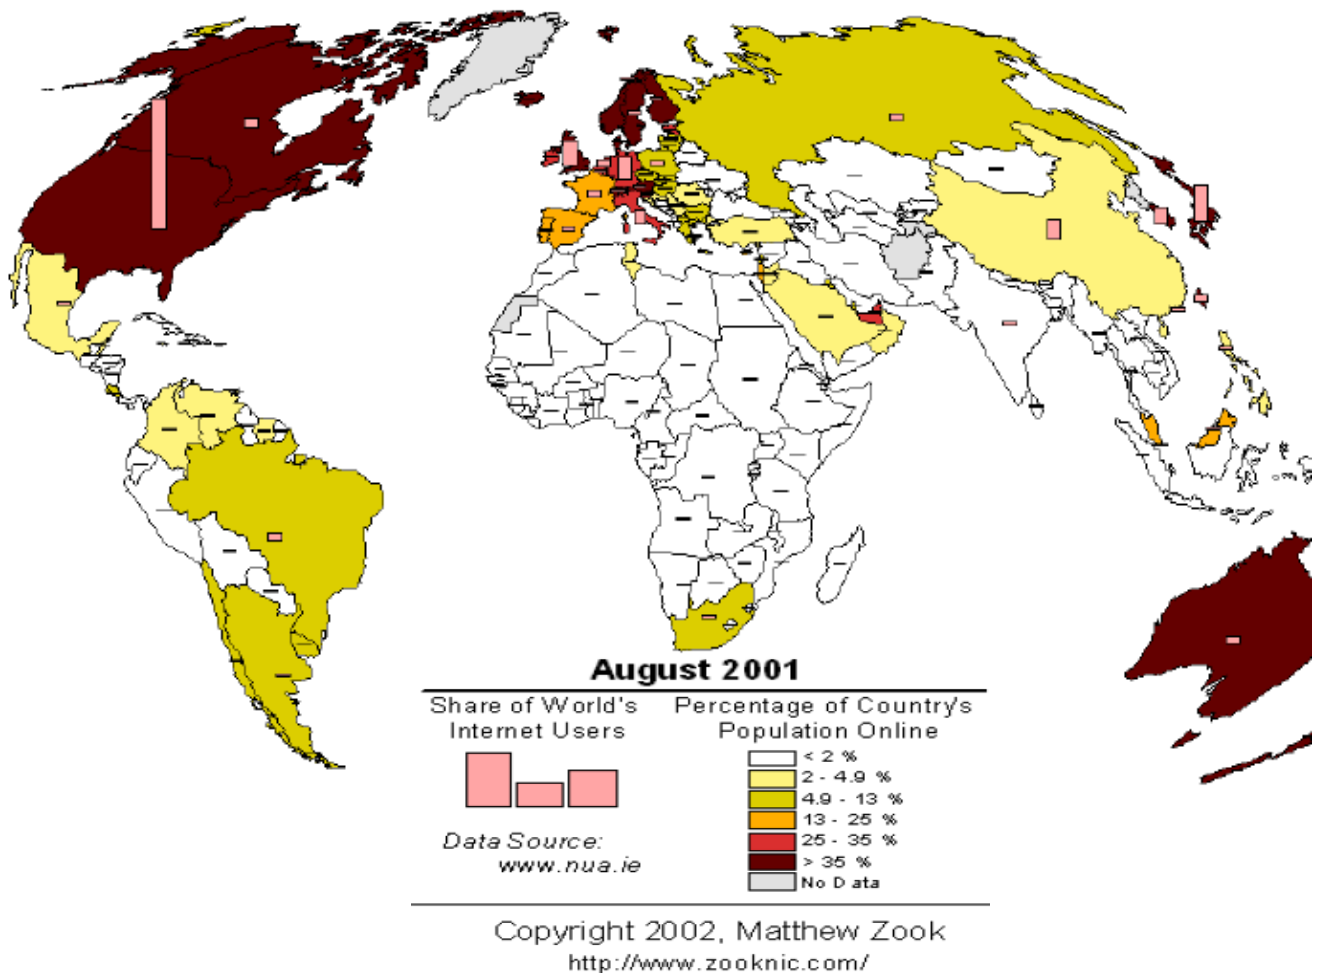 August 2001
Share of World's
Internet Users
Data Source:
www.nua.ie
Percentage of Country's
Population Online
< 2 %
2 - 4.9 %
4.9 - 13 %
13 - 25 %
25 - 35 %
> 35 %
No Data
Copyright 2002, Matthew Zook
http://www.zooknic.com/